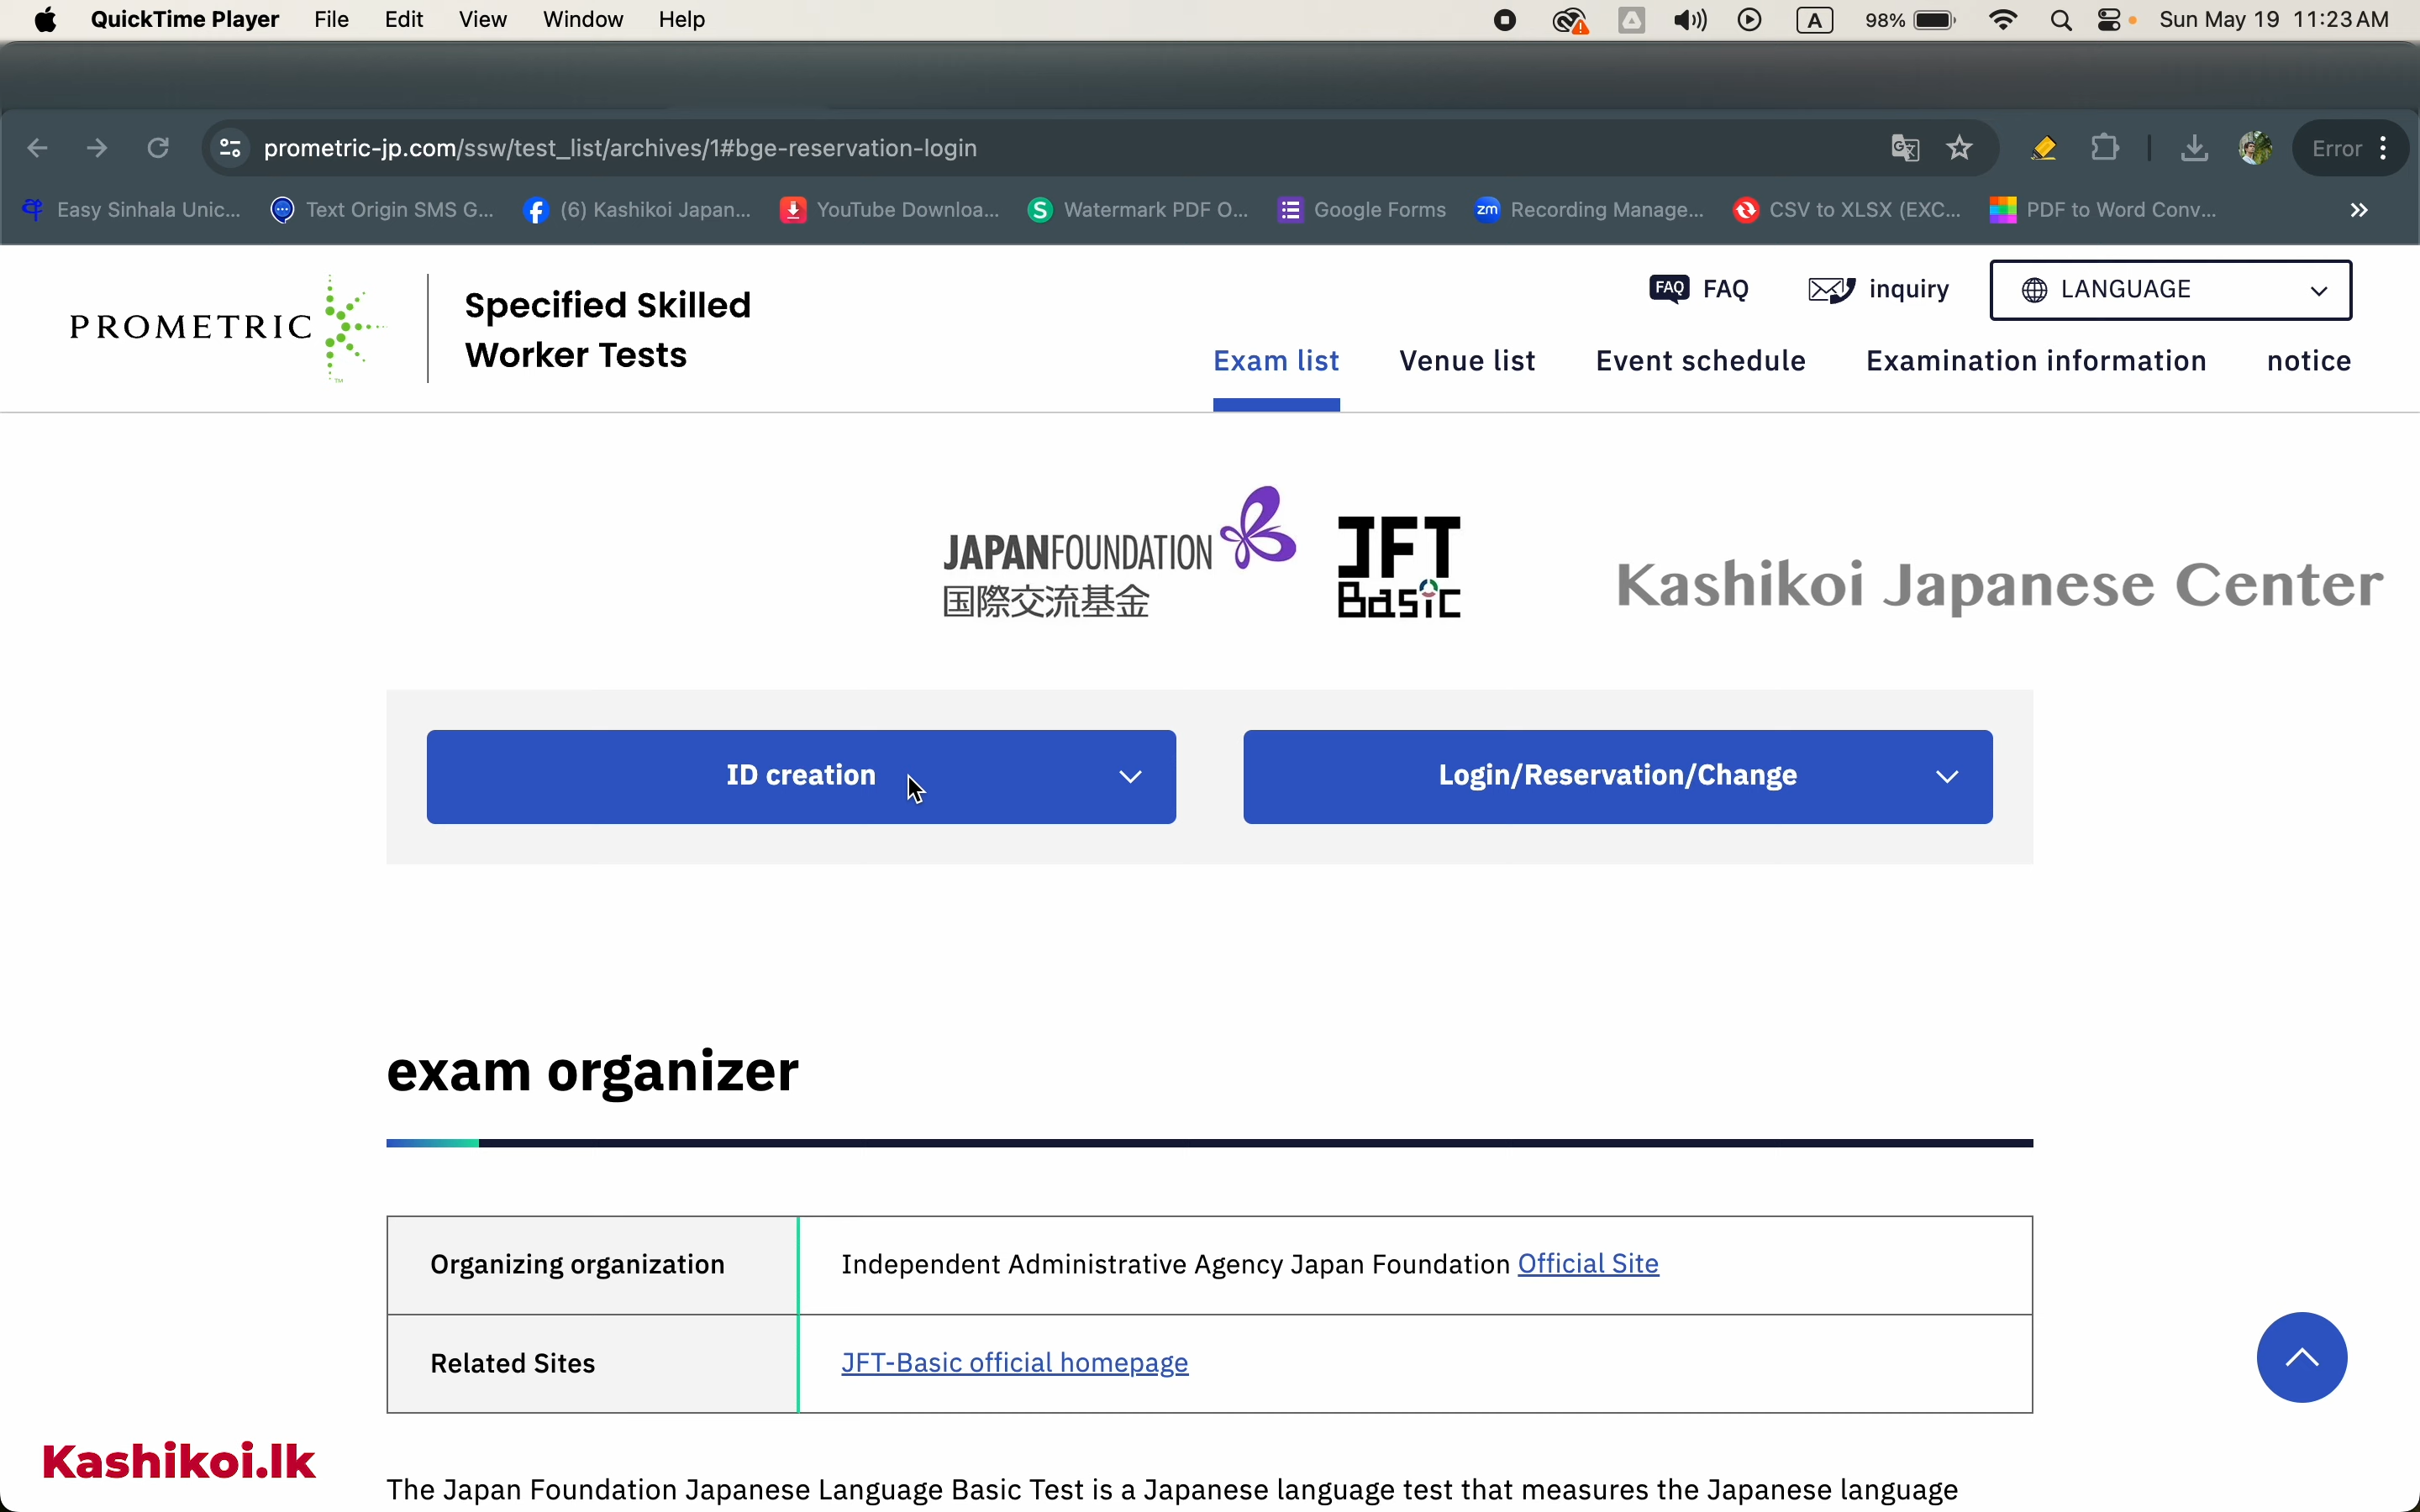 QuickTime Player File Edit View Window Help A 98% Sun May 19 11:23 AM
prometric-jp.com/ssw/test_list/archives/1#bge-reservation-login Error
Easy Sinhala Unic... Text Origin SMS G... (6) Kashikoi Japan... YouTube Downloa... S Watermark PDF O... Google Forms zm Recording Manage... CSV to XLSX (EXC... PDF to Word Conv...
PROMETRIC ™
Specified Skilled
Worker Tests
FAQ FAQ inquiry LANGUAGE
Exam list Venue list Event schedule Examination information notice
JAPANFOUNDATION
国際交流基金
JFT
Basic
Kashikoi Japanese Center
ID creation
Login/Reservation/Change
exam organizer
Organizing organization Independent Administrative Agency Japan Foundation Official Site
Related Sites JFT-Basic official homepage
Kashikoi.lk
The Japan Foundation Japanese Language Basic Test is a Japanese language test that measures the Japanese language